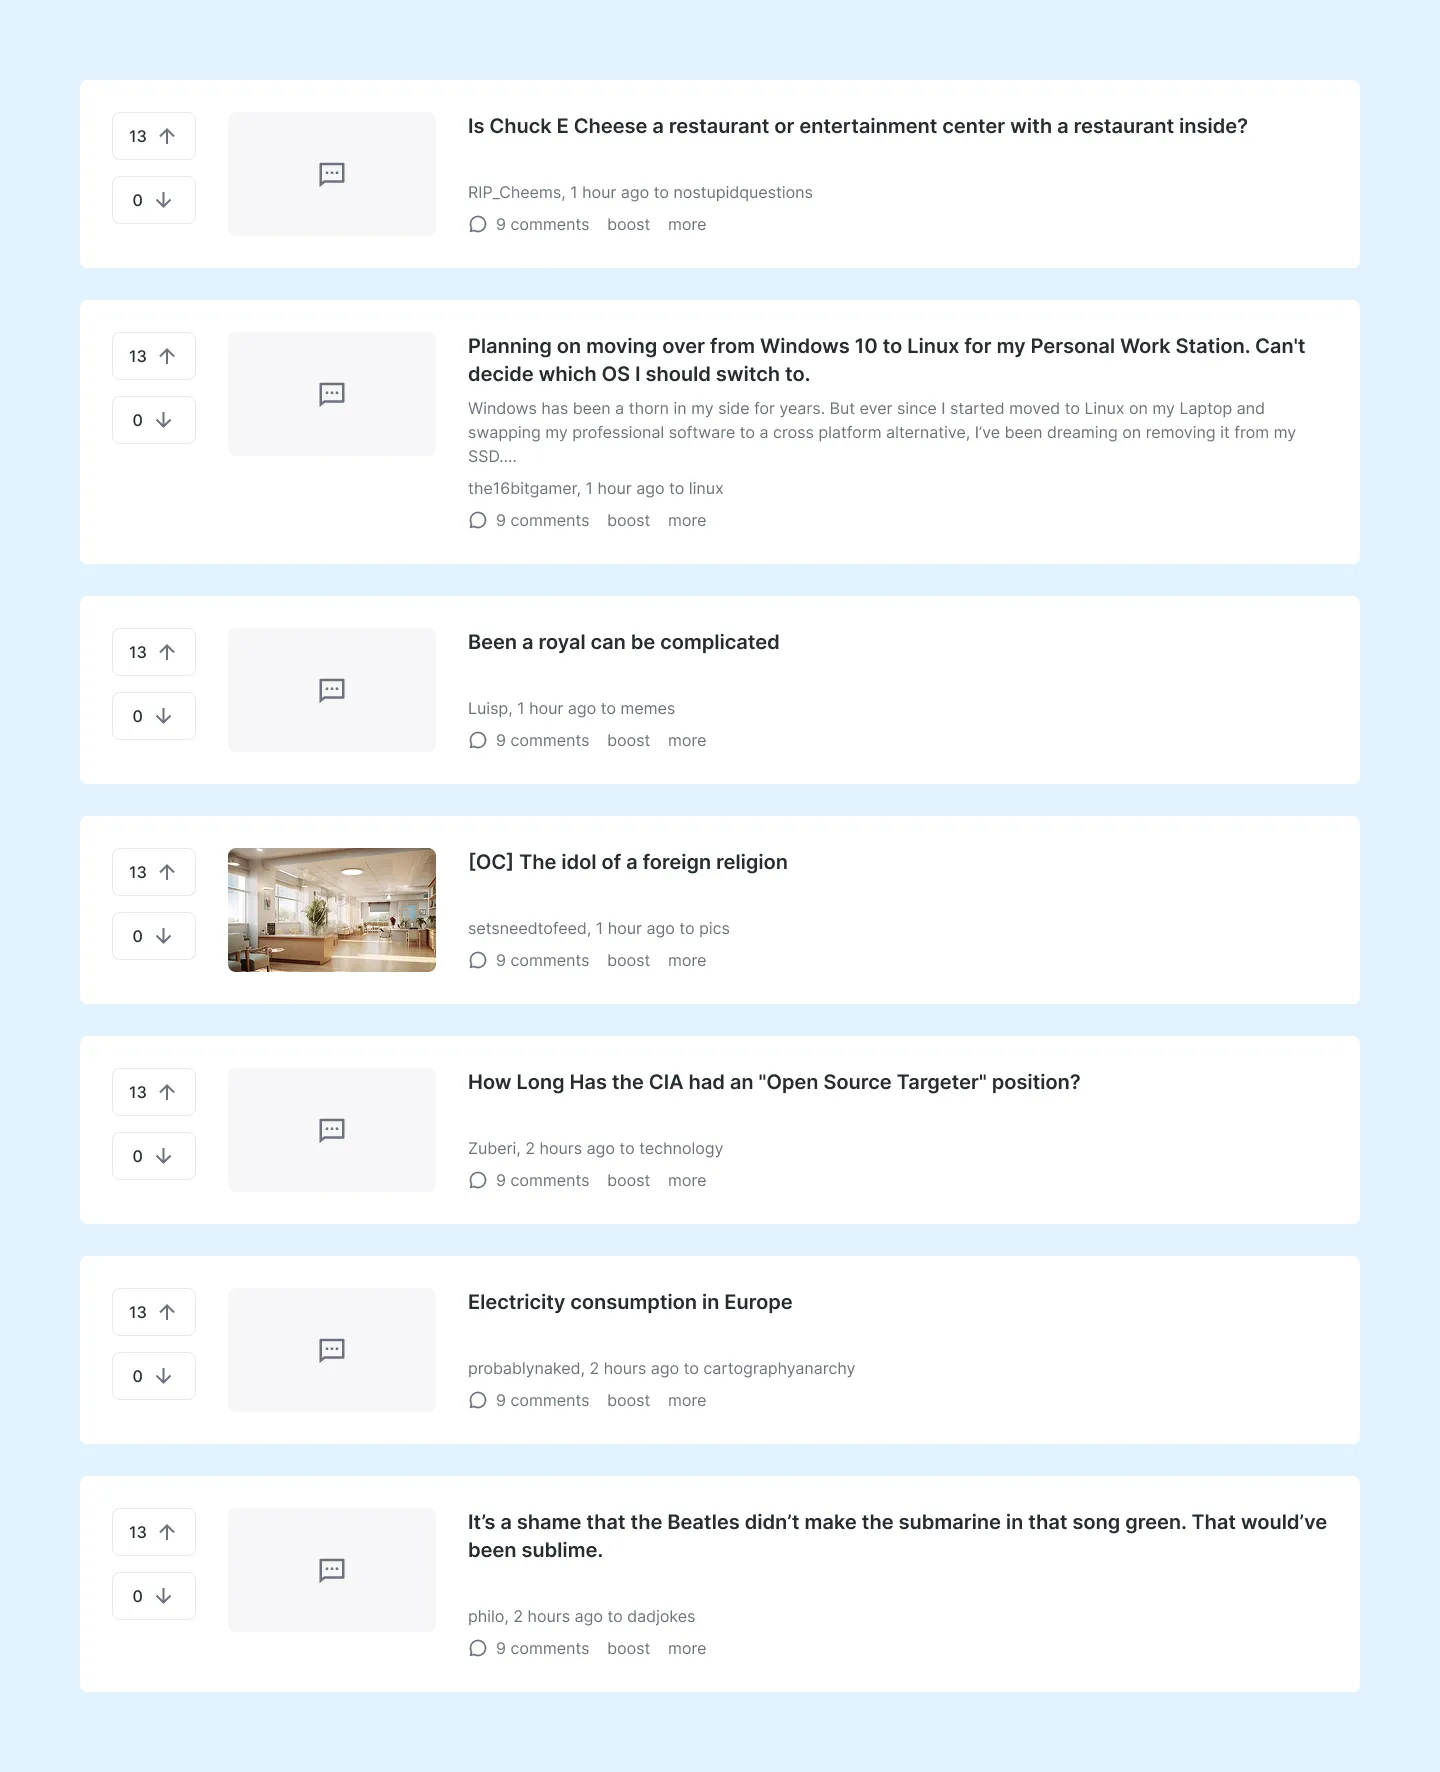 13
0
Is Chuck E Cheese a restaurant or entertainment center with a restaurant inside?
RIP_Cheems, 1 hour ago to nostupidquestions
9 comments boost more
13
0
Planning on moving over from Windows 10 to Linux for my Personal Work Station. Can't
decide which OS I should switch to.
Windows has been a thorn in my side for years. But ever since I started moved to Linux on my Laptop and
swapping my professional software to a cross platform alternative, I’ve been dreaming on removing it from my
SSD....
the16bitgamer, 1 hour ago to linux
9 comments boost more
13
0
Been a royal can be complicated
Luisp, 1 hour ago to memes
9 comments boost more
13
0
[OC] The idol of a foreign religion
setsneedtofeed, 1 hour ago to pics
9 comments boost more
13
0
How Long Has the CIA had an "Open Source Targeter" position?
Zuberi, 2 hours ago to technology
9 comments boost more
13
0
Electricity consumption in Europe
probablynaked, 2 hours ago to cartographyanarchy
9 comments boost more
13
0
It’s a shame that the Beatles didn’t make the submarine in that song green. That would’ve
been sublime.
philo, 2 hours ago to dadjokes
9 comments boost more